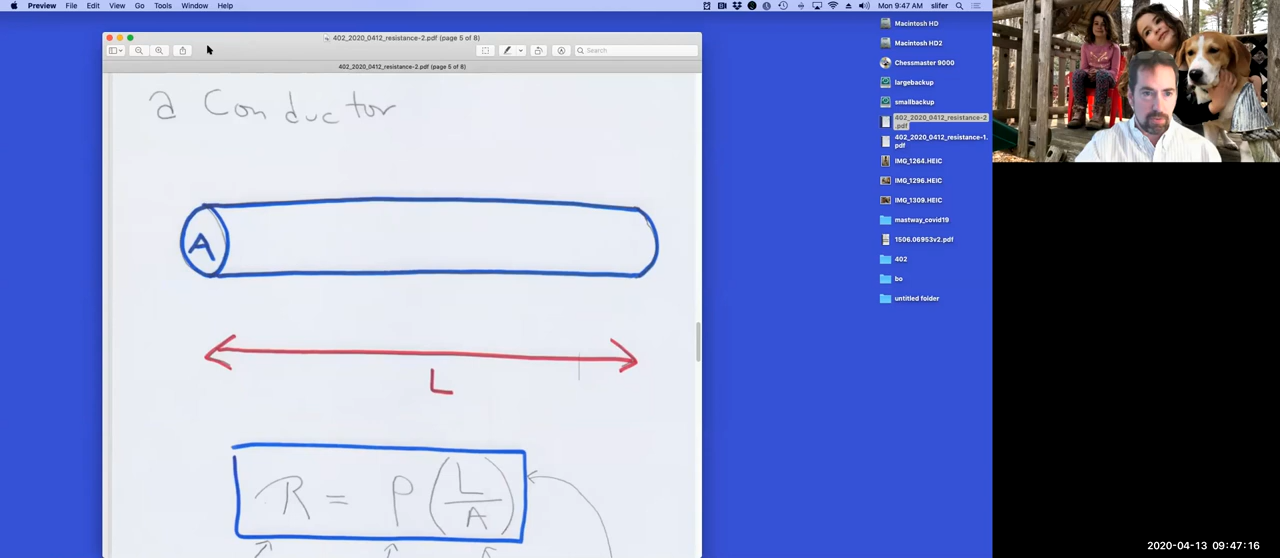 Preview File Edit View Go Tools Window Help
Mon 9:47 AM slifer
402_2020_0412_resistance-2.pdf (page 5 of 8)
Search
402_2020_0412_resistance-2.pdf (page 5 of 8)
a Conductor
A
L
R = ρ (L/A)
Macintosh HD
Macintosh HD2
Chessmaster 9000
largebackup
smallbackup
402_2020_0412_resistance-2
.pdf
402_2020_0412_resistance-1.
pdf
IMG_1264.HEIC
IMG_1296.HEIC
IMG_1309.HEIC
mastway_covid19
1506.06953v2.pdf
402
bo
untitled folder
2020-04-13 09:47:16